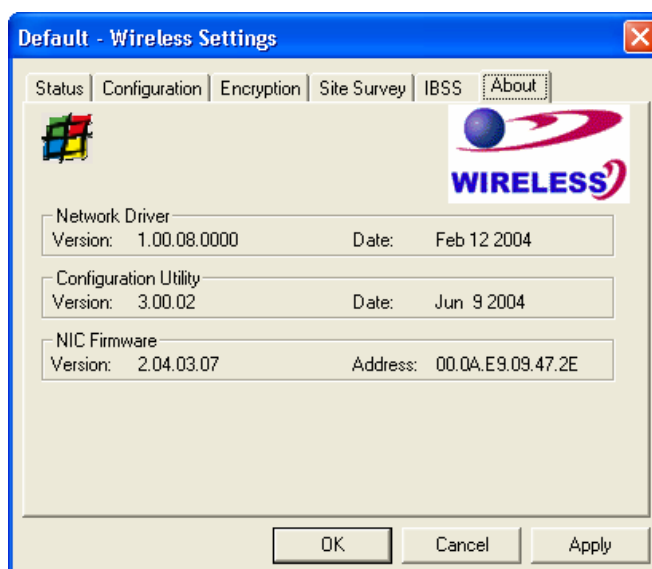 Default - Wireless Settings
Status Configuration Encryption Site Survey IBSS About
WIRELESS
Network Driver
Version: 1.00.08.0000 Date: Feb 12 2004
Configuration Utility
Version: 3.00.02 Date: Jun 9 2004
NIC Firmware
Version: 2.04.03.07 Address: 00.0A.E9.09.47.2E
OK Cancel Apply